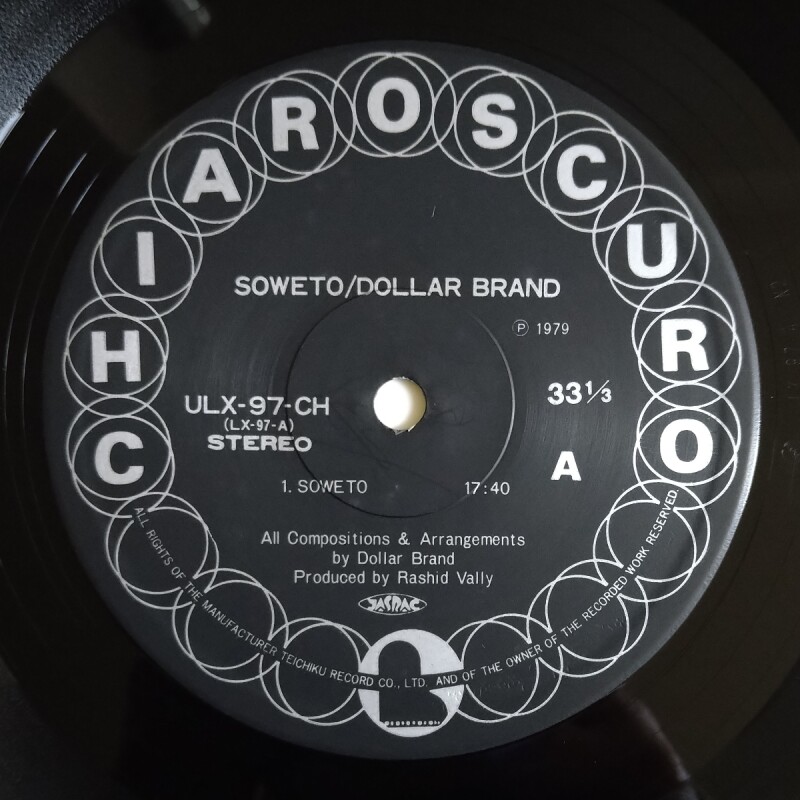 CHIAROSCURO
SOWETO/DOLLAR BRAND
Ⓟ 1979
ULX-97-CH
(LX-97-A)
STEREO
33 1/3
A
1. SOWETO 17:40
All Compositions & Arrangements
by Dollar Brand
Produced by Rashid Vally
JASRAC
ALL RIGHTS OF THE MANUFACTURER TEICHIKU RECORD CO., LTD. AND OF THE OWNER OF THE RECORDED WORK RESERVED.